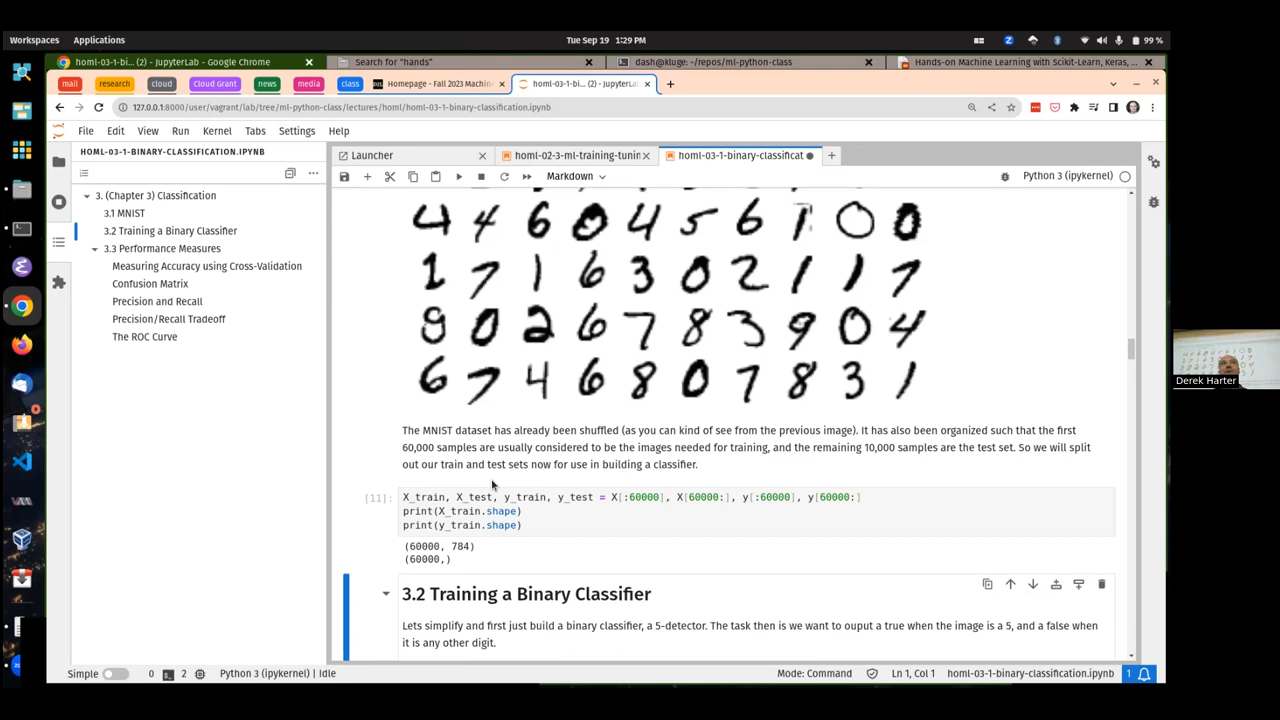 Workspaces Applications Tue Sep 19 1:29 PM 99 %
homl-03-1-bi... (2) - JupyterLab - Google Chrome Search for "hands" dash@kluge: ~/repos/ml-python-class Hands-on Machine Learning with Scikit-Learn, Keras, ...
mail research cloud Cloud Grant news media class Homepage - Fall 2023 Machin homl-03-1-bi... (2) - JupyterLa
127.0.0.1:8000/user/vagrant/lab/tree/ml-python-class/lectures/homl/homl-03-1-binary-classification.ipynb
File Edit View Run Kernel Tabs Settings Help
HOML-03-1-BINARY-CLASSIFICATION.IPYNB
Launcher homl-02-3-ml-training-tunin homl-03-1-binary-classificat
Markdown Python 3 (ipykernel)
3. (Chapter 3) Classification
3.1 MNIST
3.2 Training a Binary Classifier
3.3 Performance Measures
Measuring Accuracy using Cross-Validation
Confusion Matrix
Precision and Recall
Precision/Recall Tradeoff
The ROC Curve
4 4 6 0 4 5 6 1 0 0
1 7 1 6 3 0 2 1 1 7
8 0 2 6 7 8 3 9 0 4
6 7 4 6 8 0 7 8 3 1
The MNIST dataset has already been shuffled (as you can kind of see from the previous image). It has also been organized such that the first
60,000 samples are usually considered to be the images needed for training, and the remaining 10,000 samples are the test set. So we will split
out our train and test sets now for use in building a classifier.
[11]: X_train, X_test, y_train, y_test = X[:60000], X[60000:], y[:60000], y[60000:]
print(X_train.shape)
print(y_train.shape)
(60000, 784)
(60000,)
3.2 Training a Binary Classifier
Lets simplify and first just build a binary classifier, a 5-detector. The task then is we want to ouput a true when the image is a 5, and a false when
it is any other digit.
Simple 0 2 Python 3 (ipykernel) | Idle Mode: Command Ln 1, Col 1 homl-03-1-binary-classification.ipynb 1
Derek Harter